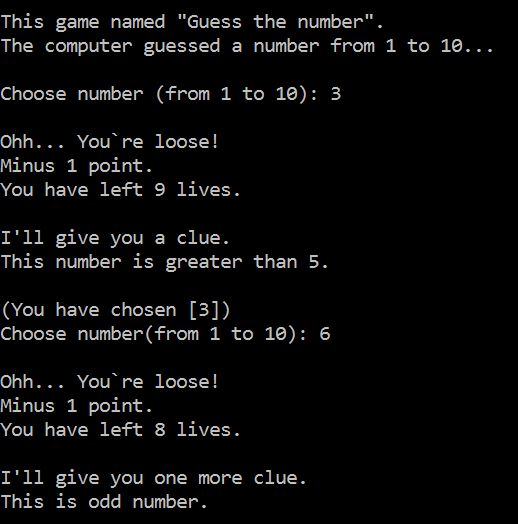 This game named "Guess the number".
The computer guessed a number from 1 to 10...
Choose number (from 1 to 10): 3
Ohh... You`re loose!
Minus 1 point.
You have left 9 lives.
I'll give you a clue.
This number is greater than 5.
(You have chosen [3])
Choose number(from 1 to 10): 6
Ohh... You`re loose!
Minus 1 point.
You have left 8 lives.
I'll give you one more clue.
This is odd number.